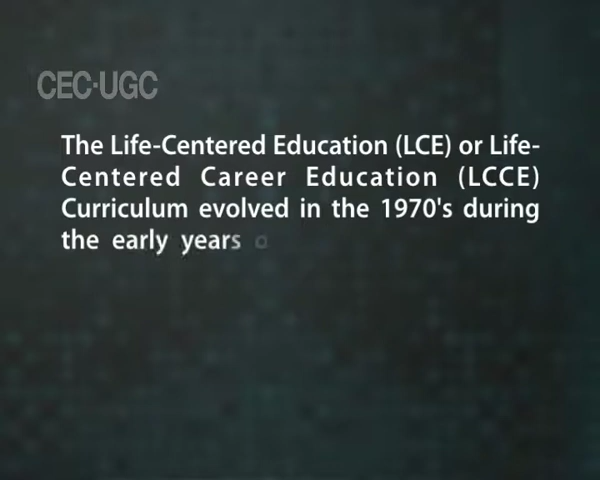 CEC·UGC
The Life-Centered Education (LCE) or Life-
Centered Career Education (LCCE)
Curriculum evolved in the 1970's during
the early years